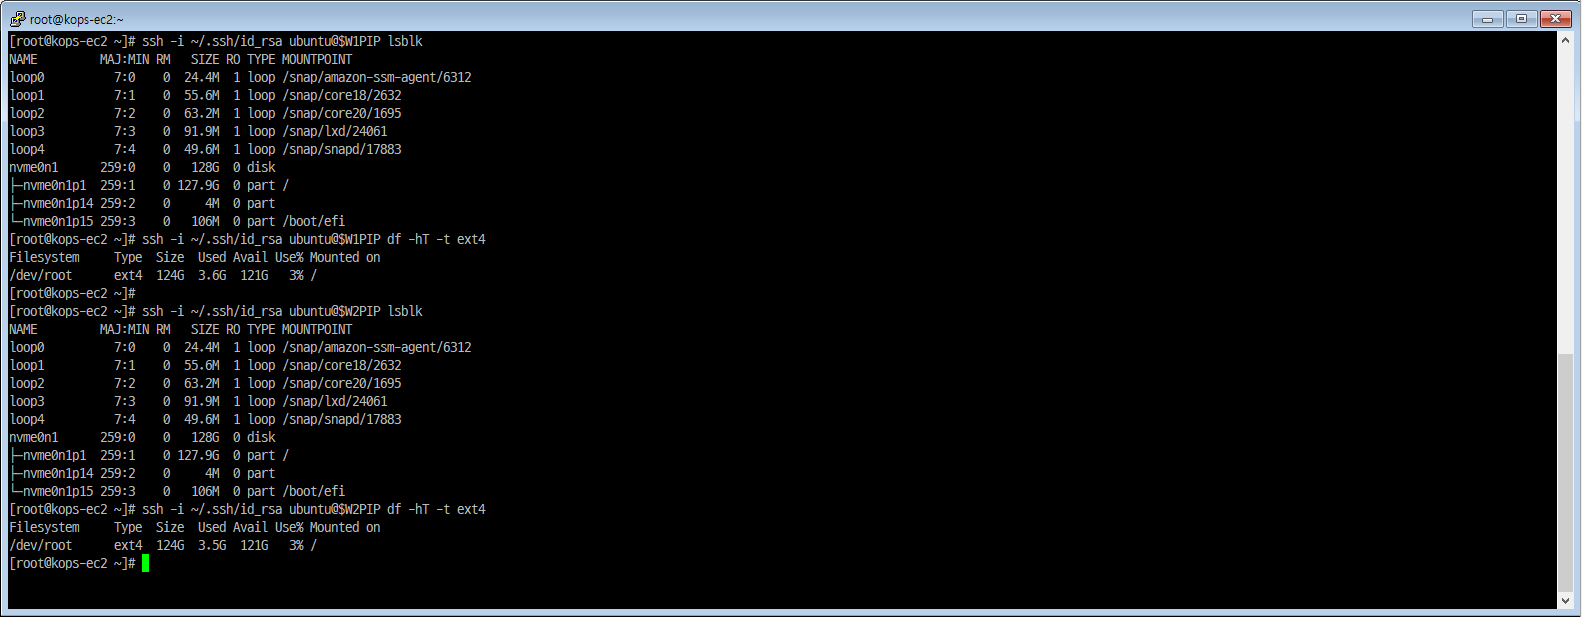 root@kops-ec2:~
[root@kops-ec2 ~]# ssh -i ~/.ssh/id_rsa ubuntu@$W1PIP lsblk
NAME         MAJ:MIN RM   SIZE RO TYPE MOUNTPOINT
loop0          7:0    0  24.4M  1 loop /snap/amazon-ssm-agent/6312
loop1          7:1    0  55.6M  1 loop /snap/core18/2632
loop2          7:2    0  63.2M  1 loop /snap/core20/1695
loop3          7:3    0  91.9M  1 loop /snap/lxd/24061
loop4          7:4    0  49.6M  1 loop /snap/snapd/17883
nvme0n1      259:0    0   128G  0 disk
├─nvme0n1p1  259:1    0 127.9G  0 part /
├─nvme0n1p14 259:2    0     4M  0 part
└─nvme0n1p15 259:3    0   106M  0 part /boot/efi
[root@kops-ec2 ~]# ssh -i ~/.ssh/id_rsa ubuntu@$W1PIP df -hT -t ext4
Filesystem     Type  Size  Used Avail Use% Mounted on
/dev/root      ext4  124G  3.6G  121G   3% /
[root@kops-ec2 ~]#
[root@kops-ec2 ~]# ssh -i ~/.ssh/id_rsa ubuntu@$W2PIP lsblk
NAME         MAJ:MIN RM   SIZE RO TYPE MOUNTPOINT
loop0          7:0    0  24.4M  1 loop /snap/amazon-ssm-agent/6312
loop1          7:1    0  55.6M  1 loop /snap/core18/2632
loop2          7:2    0  63.2M  1 loop /snap/core20/1695
loop3          7:3    0  91.9M  1 loop /snap/lxd/24061
loop4          7:4    0  49.6M  1 loop /snap/snapd/17883
nvme0n1      259:0    0   128G  0 disk
├─nvme0n1p1  259:1    0 127.9G  0 part /
├─nvme0n1p14 259:2    0     4M  0 part
└─nvme0n1p15 259:3    0   106M  0 part /boot/efi
[root@kops-ec2 ~]# ssh -i ~/.ssh/id_rsa ubuntu@$W2PIP df -hT -t ext4
Filesystem     Type  Size  Used Avail Use% Mounted on
/dev/root      ext4  124G  3.5G  121G   3% /
[root@kops-ec2 ~]#